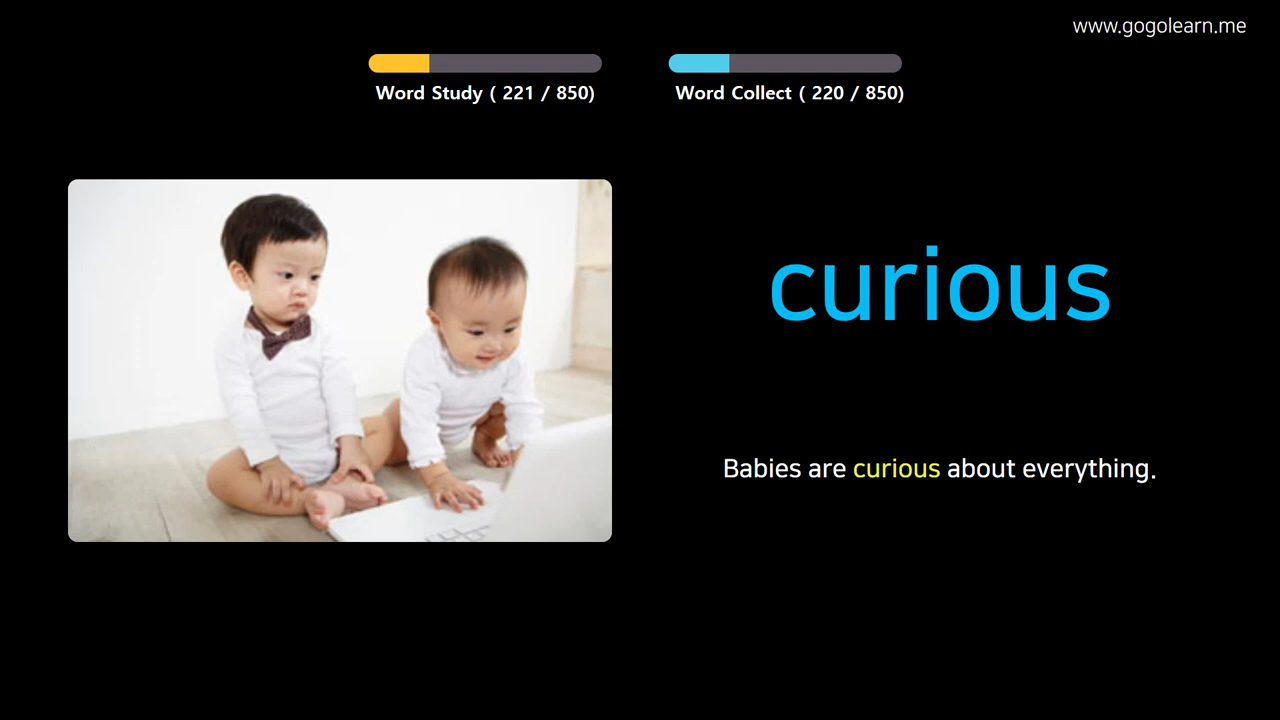 www.gogolearn.me
Word Study ( 221 / 850)
Word Collect ( 220 / 850)
curious
Babies are curious about everything.